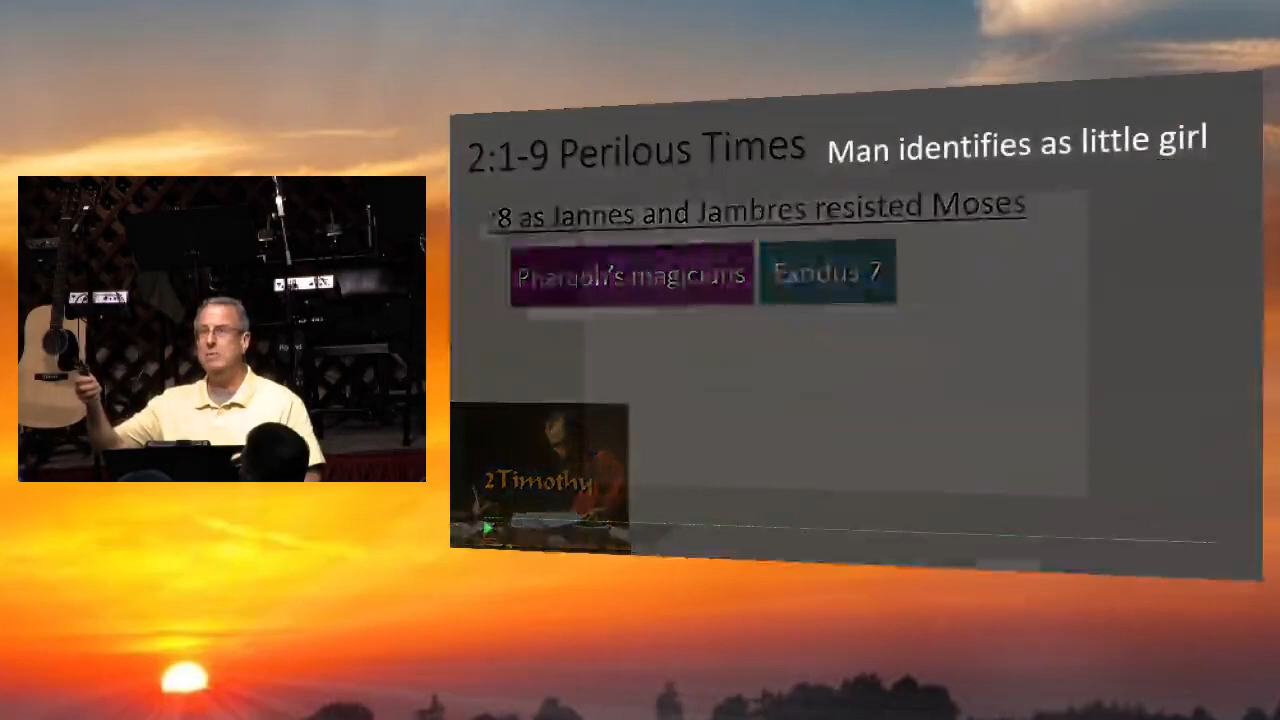 2:1-9 Perilous Times Man identifies as little girl
8 as Jannes and Jambres resisted Moses
Pharaoh's magicians Exodus 7
2Timothy